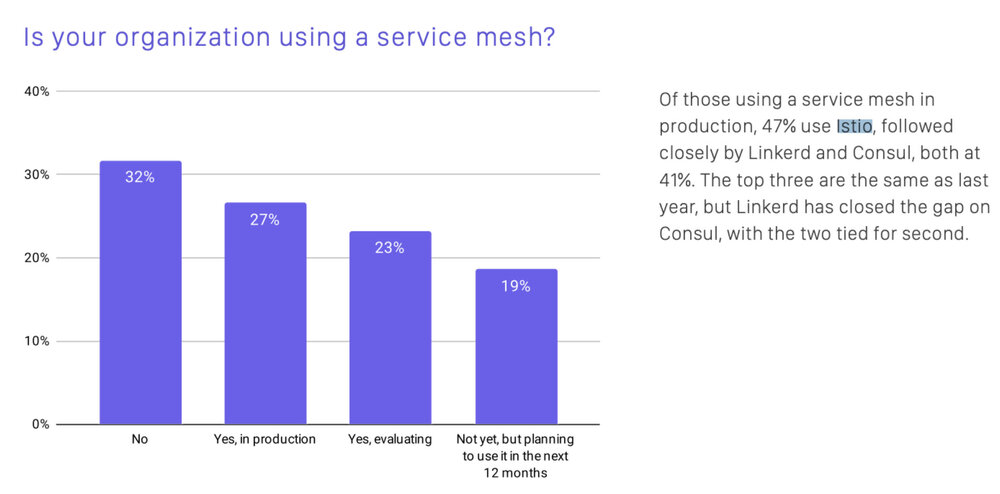 Is your organization using a service mesh?
40%
30%
20%
10%
0%
32%
27%
23%
19%
No
Yes, in production
Yes, evaluating
Not yet, but planning
to use it in the next
12 months
Of those using a service mesh in
production, 47% use Istio, followed
closely by Linkerd and Consul, both at
41%. The top three are the same as last
year, but Linkerd has closed the gap on
Consul, with the two tied for second.